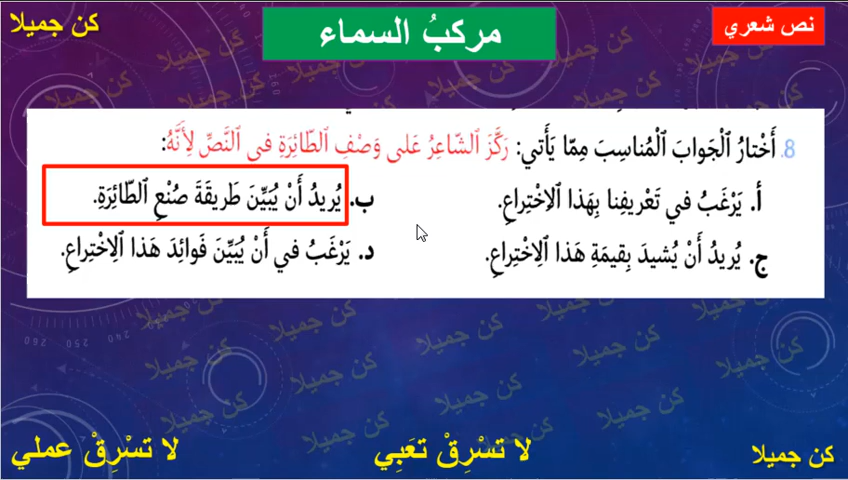 كن جميلا
مركبُ السماء
نص شعري
8. أَخْتارُ ٱلْجَوابَ ٱلْمُناسِبَ مِمّا يَأْتي: رَكَّزَ ٱلشّاعِرُ عَلى وَصْفِ ٱلطّائِرَةِ في ٱلنَّصِّ لِأَنَّهُ:
أ. يَرْغَبُ في تَعْريفِنا بِهَذا ٱلِاخْتِراعِ.
ب. يُريدُ أَنْ يُبَيِّنَ طَريقَةَ صُنْعِ ٱلطّائِرَةِ.
ج. يُريدُ أَنْ يُشيدَ بِقيمَةِ هَذا ٱلِاخْتِراعِ.
د. يَرْغَبُ في أَنْ يُبَيِّنَ فَوائِدَ هَذا ٱلِاخْتِراعِ.
كن جميلا
لا تسْرِقْ تعَبِي
لا تسْرِقْ عملي